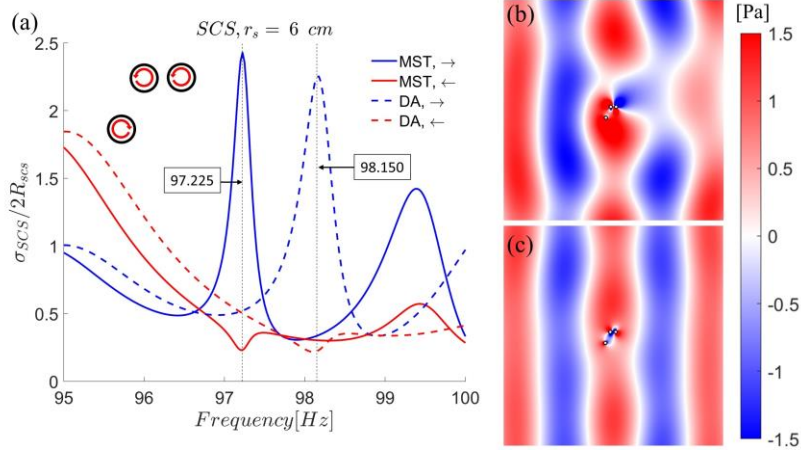 (a)
SCS, r_s = 6 cm
σ_SCS/2R_scs
2.5
2
1.5
1
0.5
0
95
96
97
98
99
100
Frequency[Hz]
MST, →
MST, ←
DA, →
DA, ←
97.225
98.150
(b)
(c)
[Pa]
1.5
1
0.5
0
-0.5
-1
-1.5